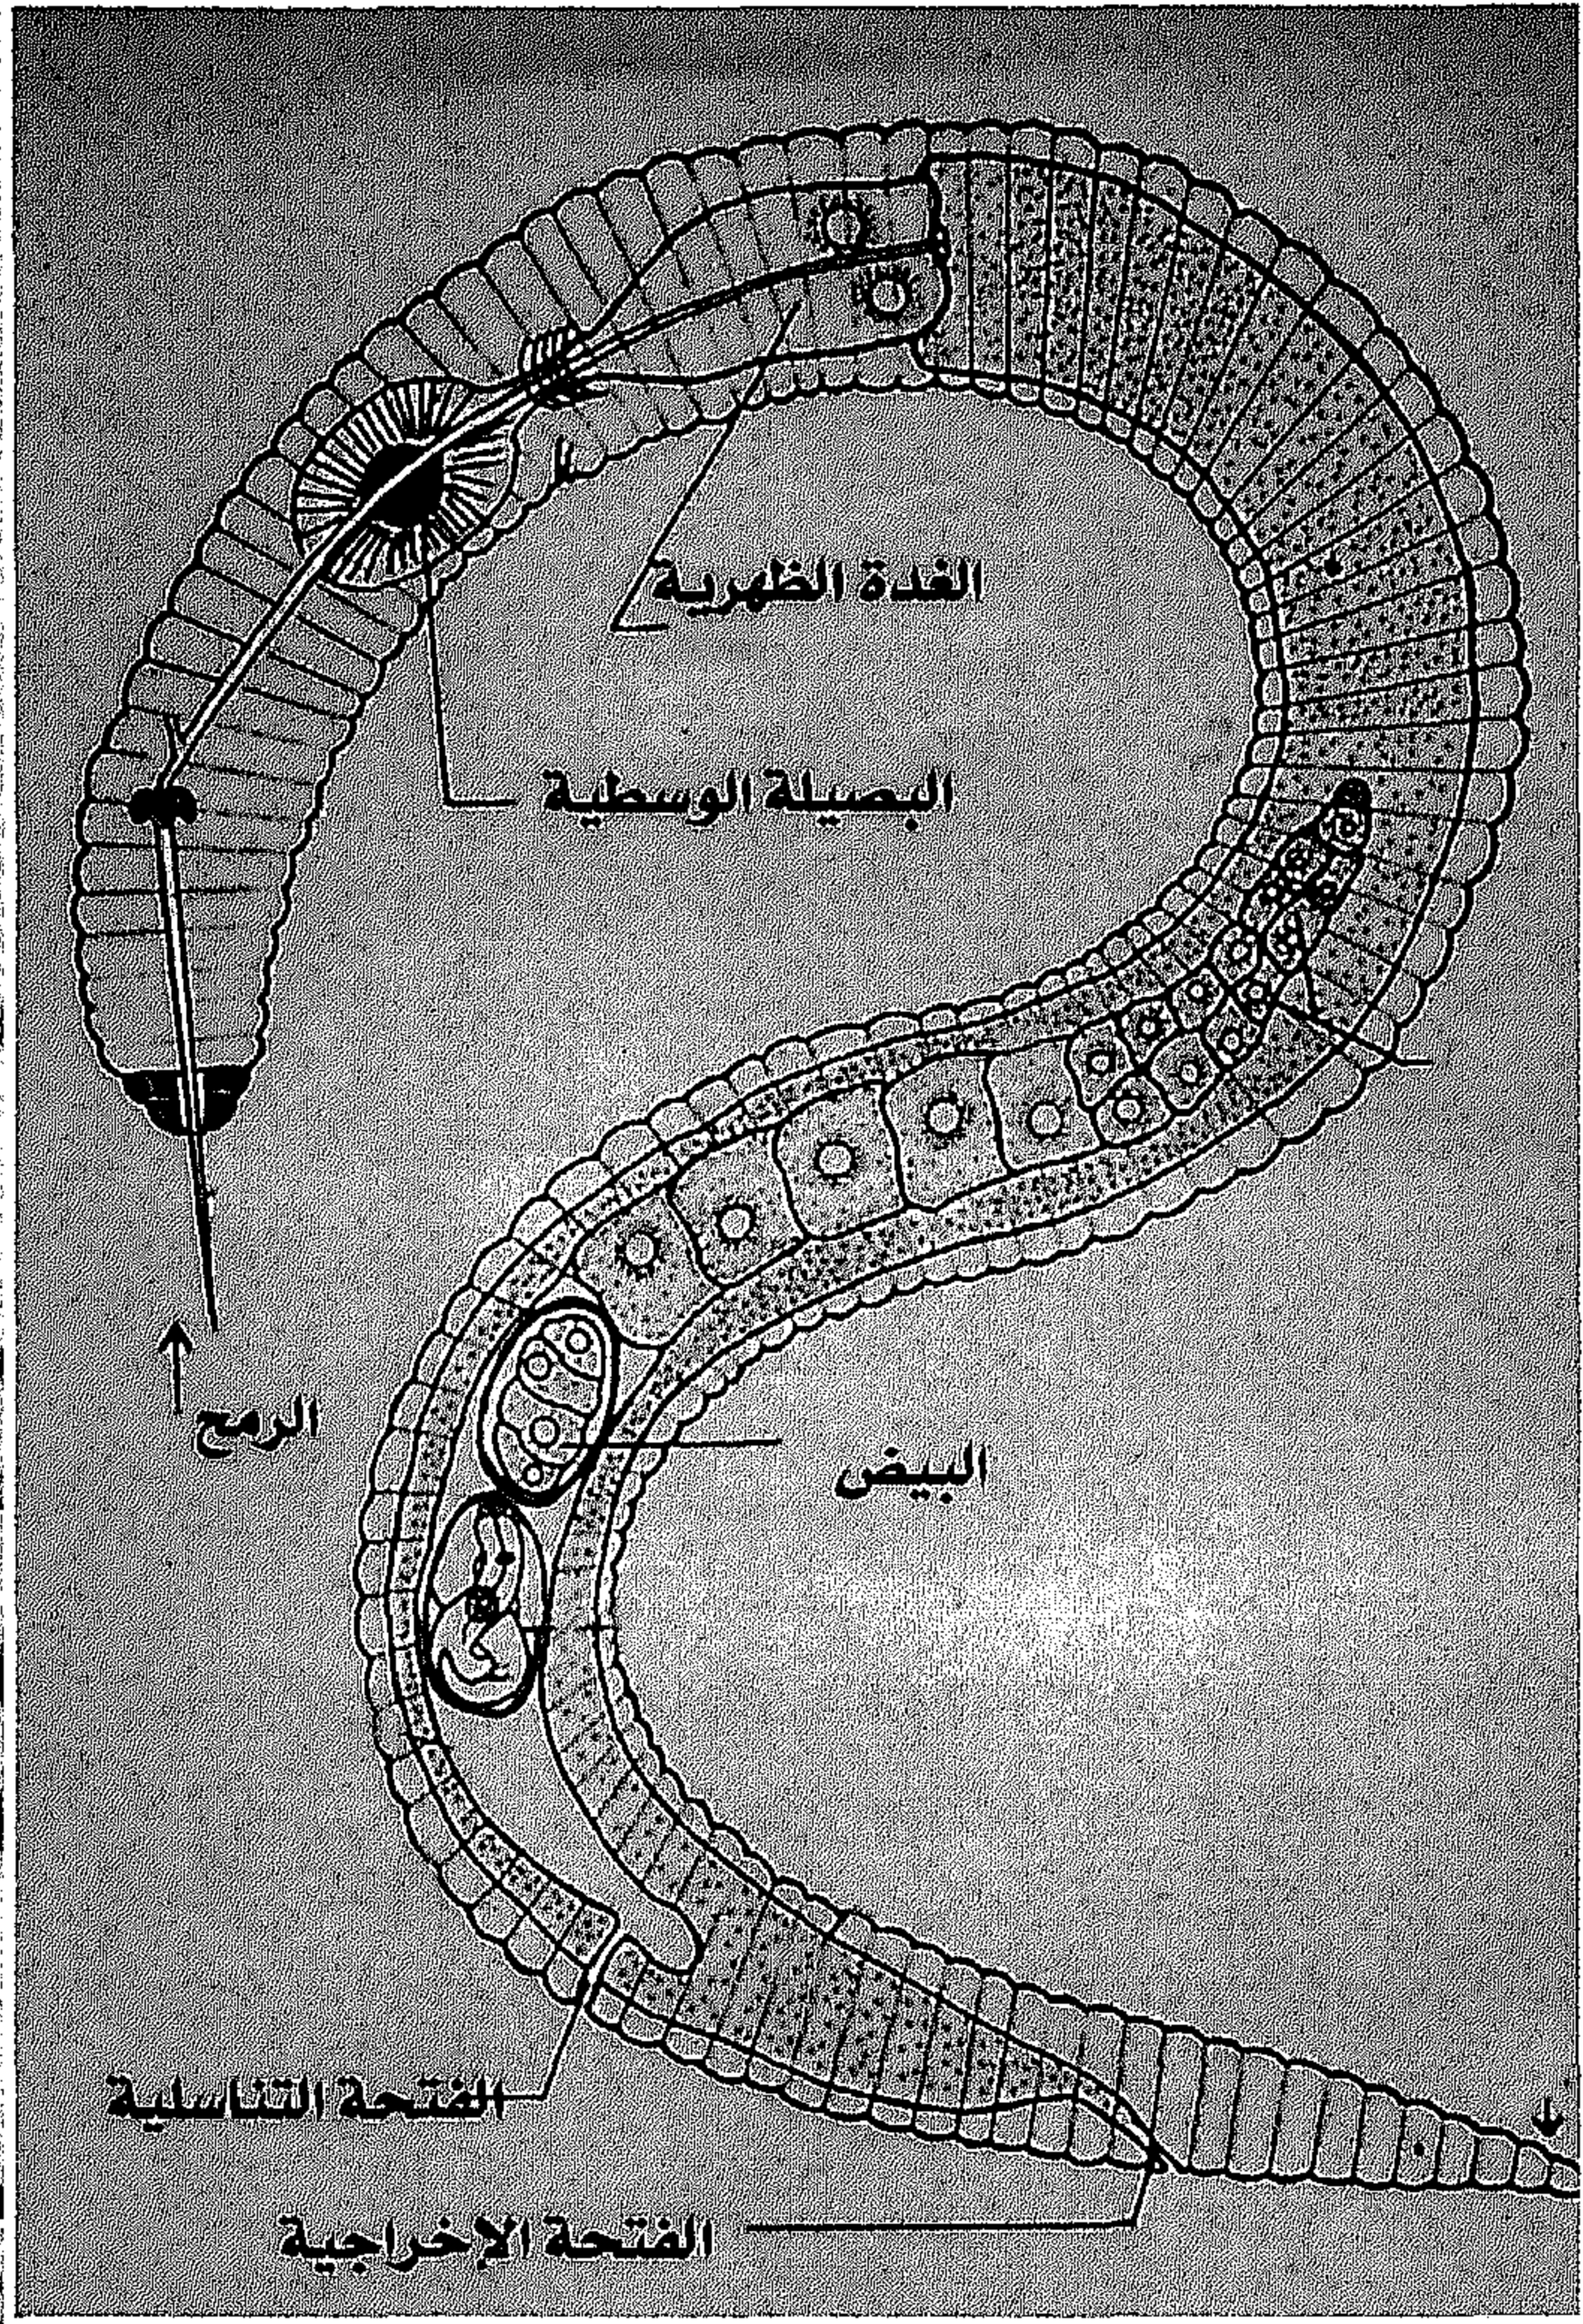 الغدة الظهرية
البصيلة الوسطية
الرمح
البيض
الفتحة التناسلية
الفتحة الإخراجية